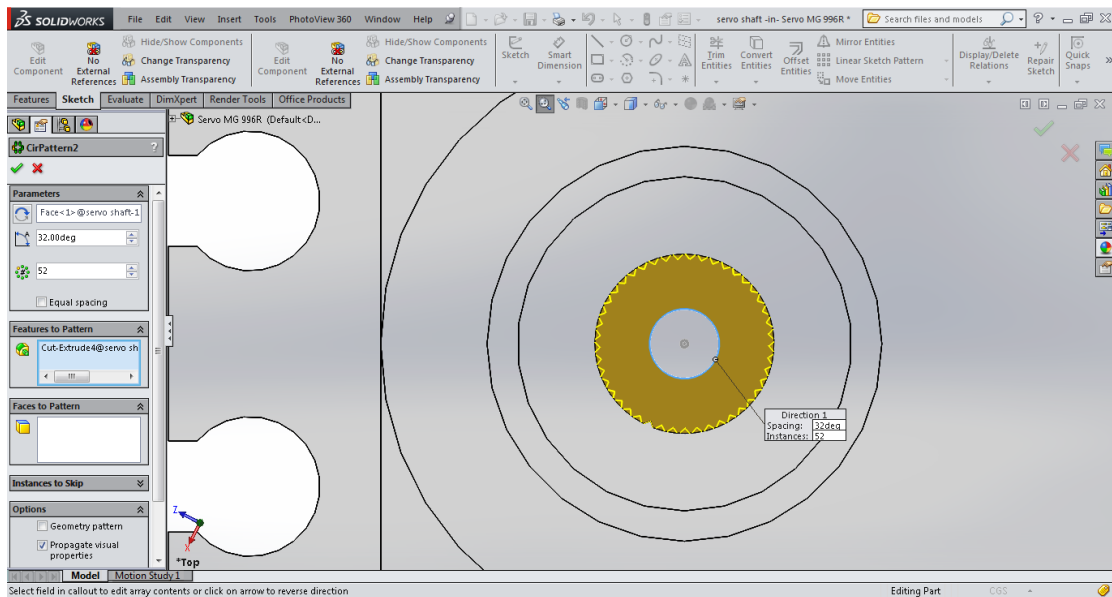 SOLIDWORKS File Edit View Insert Tools PhotoView 360 Window Help servo shaft -in- Servo MG 996R * Search files and models
Edit Component
No External References
Hide/Show Components
Change Transparency
Assembly Transparency
Edit Component
No External References
Hide/Show Components
Change Transparency
Assembly Transparency
Sketch
Smart Dimension
Trim Entities
Convert Entities
Offset Entities
Mirror Entities
Linear Sketch Pattern
Move Entities
Display/Delete Relations
Repair Sketch
Quick Snaps
Features Sketch Evaluate DimXpert Render Tools Office Products
Servo MG 996R (Default<D...
CirPattern2 ?
Parameters
Face<1>@servo shaft-1
32.00deg
52
Equal spacing
Features to Pattern
Cut-Extrude4@servo sh
Faces to Pattern
Instances to Skip
Options
Geometry pattern
Propagate visual
properties
Direction 1
Spacing: 32deg
Instances: 52
Z
X
*Top
Model Motion Study 1
Select field in callout to edit array contents or click on arrow to reverse direction Editing Part CGS